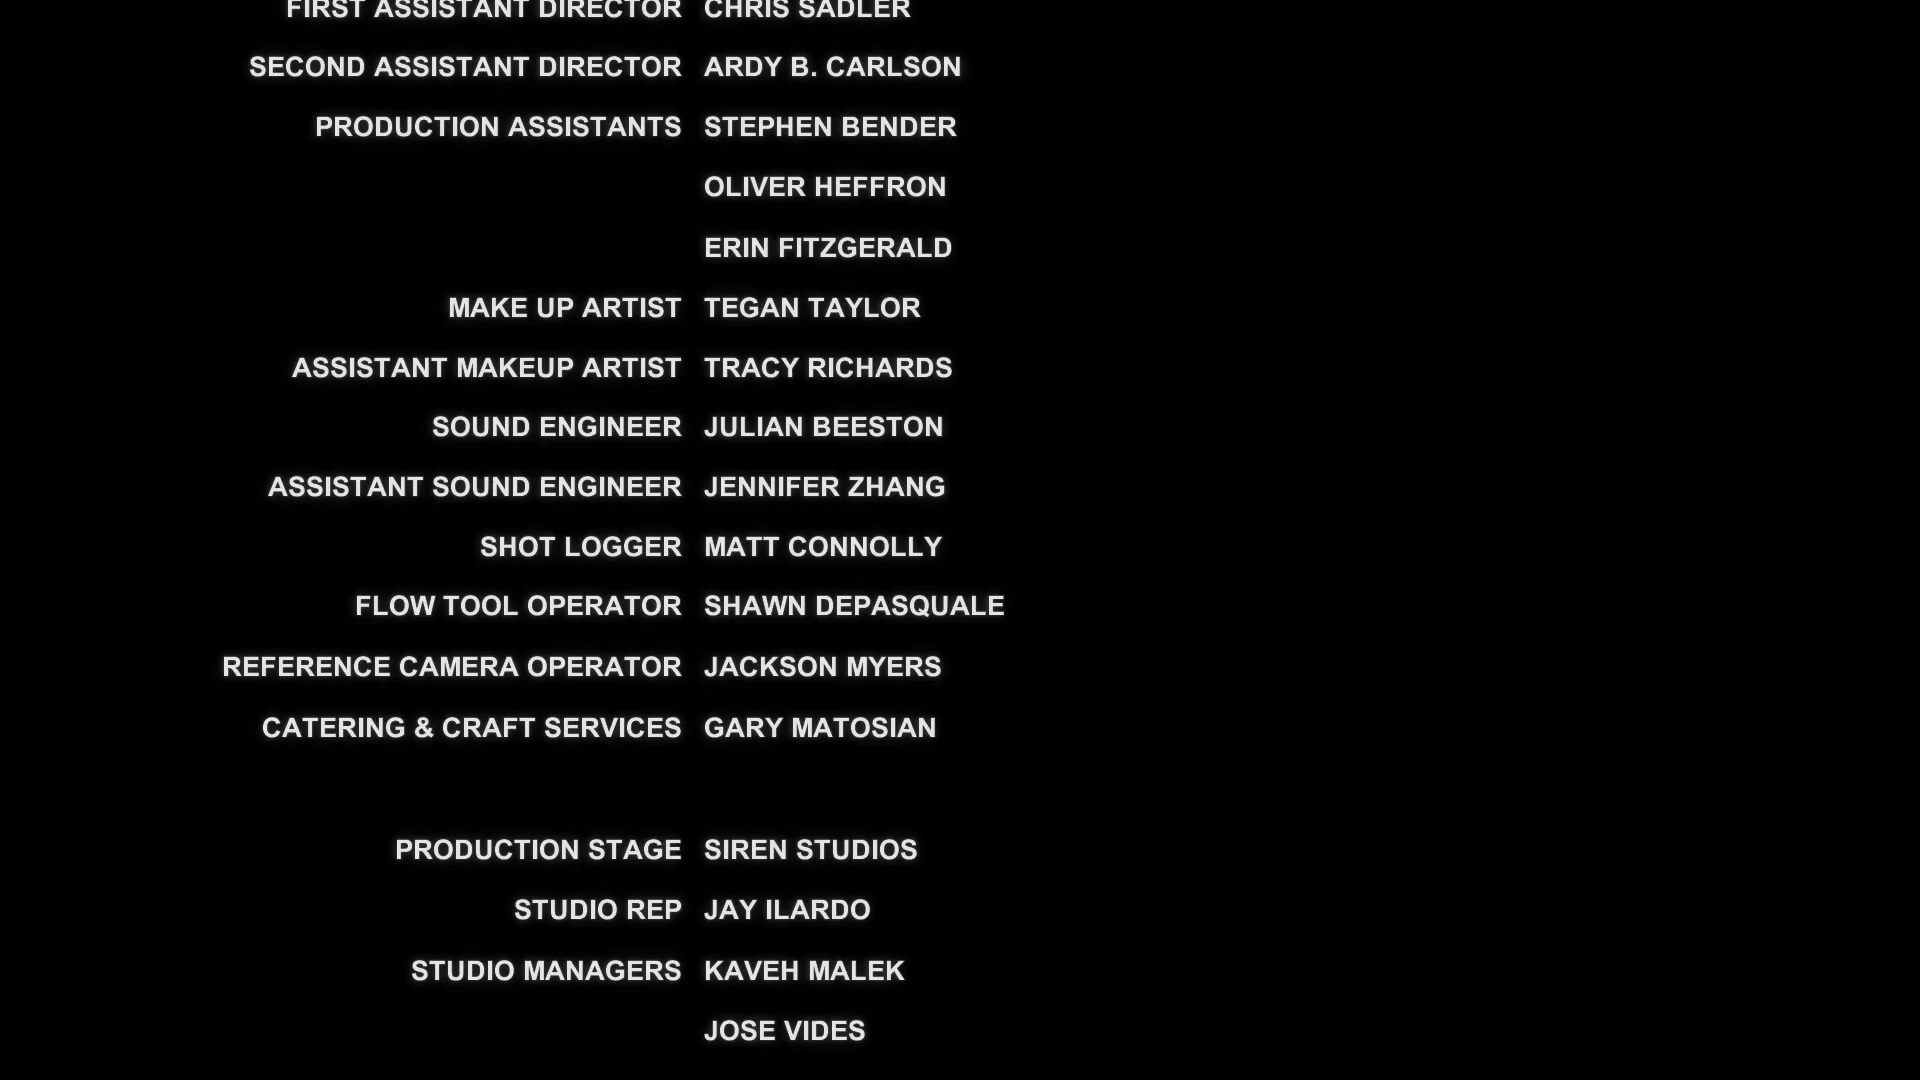 FIRST ASSISTANT DIRECTOR CHRIS SADLER
SECOND ASSISTANT DIRECTOR ARDY B. CARLSON
PRODUCTION ASSISTANTS STEPHEN BENDER
OLIVER HEFFRON
ERIN FITZGERALD
MAKE UP ARTIST TEGAN TAYLOR
ASSISTANT MAKEUP ARTIST TRACY RICHARDS
SOUND ENGINEER JULIAN BEESTON
ASSISTANT SOUND ENGINEER JENNIFER ZHANG
SHOT LOGGER MATT CONNOLLY
FLOW TOOL OPERATOR SHAWN DEPASQUALE
REFERENCE CAMERA OPERATOR JACKSON MYERS
CATERING & CRAFT SERVICES GARY MATOSIAN
PRODUCTION STAGE SIREN STUDIOS
STUDIO REP JAY ILARDO
STUDIO MANAGERS KAVEH MALEK
JOSE VIDES